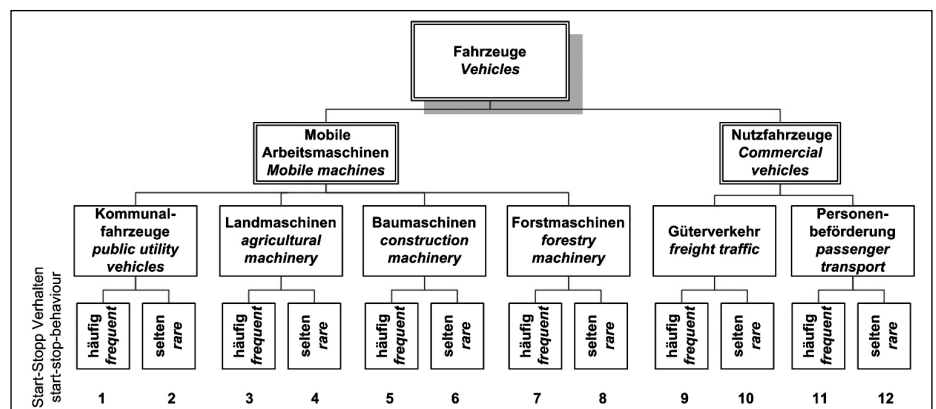 Fahrzeuge
Vehicles
Mobile
Arbeitsmaschinen
Mobile machines
Nutzfahrzeuge
Commercial
vehicles
Kommunal-
fahrzeuge
public utility
vehicles
Landmaschinen
agricultural
machinery
Baumaschinen
construction
machinery
Forstmaschinen
forestry
machinery
Güterverkehr
freight traffic
Personen-
beförderung
passenger
transport
Start-Stopp Verhalten
start-stop-behaviour
häufig
frequent
selten
rare
häufig
frequent
selten
rare
häufig
frequent
selten
rare
häufig
frequent
selten
rare
häufig
frequent
selten
rare
häufig
frequent
selten
rare
1 2 3 4 5 6 7 8 9 10 11 12